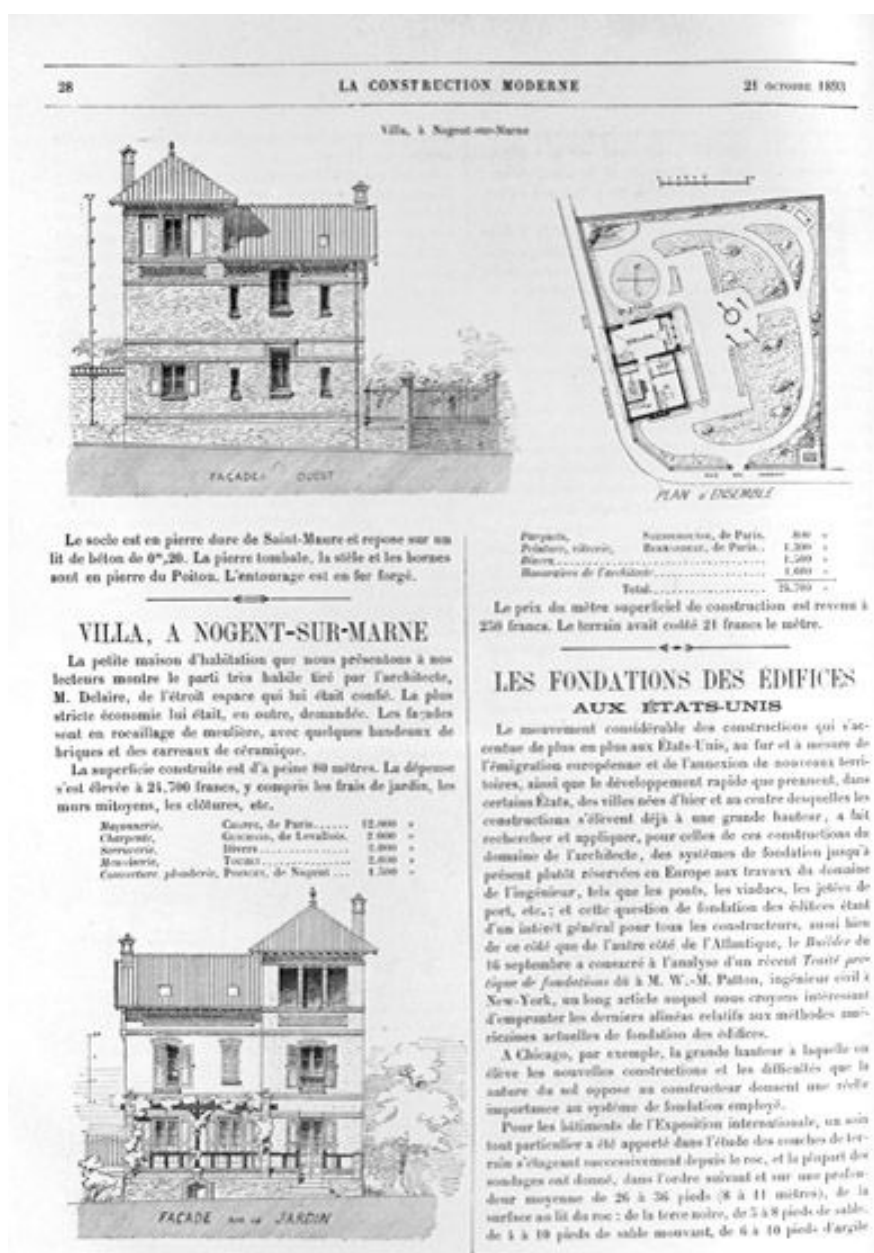 28
LA CONSTRUCTION MODERNE
21 OCTOBRE 1893
Villa, à Nogent-sur-Marne
FAÇADE OUEST
PLAN d'ENSEMBLE
Le socle est en pierre dure de Saint-Maure et repose sur un
lit de béton de 0m,20. La pierre tombale, la stèle et les bornes
sont en pierre du Poitou. L'entourage est en fer forgé.
VILLA, A NOGENT-SUR-MARNE
La petite maison d'habitation que nous présentons à nos
lecteurs montre le parti très habile tiré par l'architecte,
M. Delaire, de l'étroit espace qui lui était confié. La plus
stricte économie lui était, en outre, demandée. Les façades
sont en rocaillage de meulière, avec quelques bandeaux de
briques et des carreaux de céramique.
La superficie construite est d'à peine 80 mètres. La dépense
s'est élevée à 24.700 francs, y compris les frais de jardin, les
murs mitoyens, les clôtures, etc.
Maçonnerie, de Paris...... 12.000 »
Charpente, de Levallois. 2.000 »
Serrurerie, Divers
Menuiserie,
Couverture, plomberie, de Nogent ... 1.500 »
FAÇADE sur le JARDIN
Parquets, de Paris. 800 »
Peinture, vitrerie, de Paris.. 1.300 »
Divers 1.500 »
Honoraires de l'architecte
Total
Le prix du mètre superficiel de construction est revenu à
250 francs. Le terrain avait coûté 21 francs le mètre.
LES FONDATIONS DES ÉDIFICES
AUX ÉTATS-UNIS
Le mouvement considérable des constructions qui s'ac-
centue de plus en plus aux États-Unis, au fur et à mesure de
l'émigration européenne et de l'annexion de nouveaux terri-
toires, ainsi que le développement rapide que prennent, dans
certains États, des villes nées d'hier et au centre desquelles les
constructions s'élèvent déjà à une grande hauteur, a fait
rechercher et appliquer, pour celles de ces constructions du
domaine de l'architecte, des systèmes de fondation jusqu'à
présent plutôt réservées en Europe aux travaux du domaine
de l'ingénieur, tels que les ponts, les viaducs, les jetées de
port, etc.; et cette question de fondation des édifices étant
d'un intérêt général pour tous les constructeurs, aussi bien
de ce côté que de l'autre côté de l'Atlantique, le Builder du
16 septembre a consacré à l'analyse d'un récent Traité pra-
tique de fondations dû à M. W.-M. Patton, ingénieur civil à
New-York, un long article auquel nous croyons intéressant
d'emprunter les derniers alinéas relatifs aux méthodes amé-
ricaines actuelles de fondation des édifices.
A Chicago, par exemple, la grande hauteur à laquelle on
élève les nouvelles constructions et les difficultés que la
nature du sol oppose au constructeur donnent une réelle
importance au système de fondation employé.
Pour les bâtiments de l'Exposition internationale, un soin
tout particulier a été apporté dans l'étude des couches de ter-
rain s'étageant successivement depuis le roc, et la plupart des
sondages ont donné, dans l'ordre suivant et sur une profon-
deur moyenne de 26 à 36 pieds (8 à 11 mètres), de la
surface au lit du roc : de la terre noire, de 5 à 8 pieds de sable,
de 4 à 10 pieds de sable mouvant, de 6 à 10 pieds d'argile